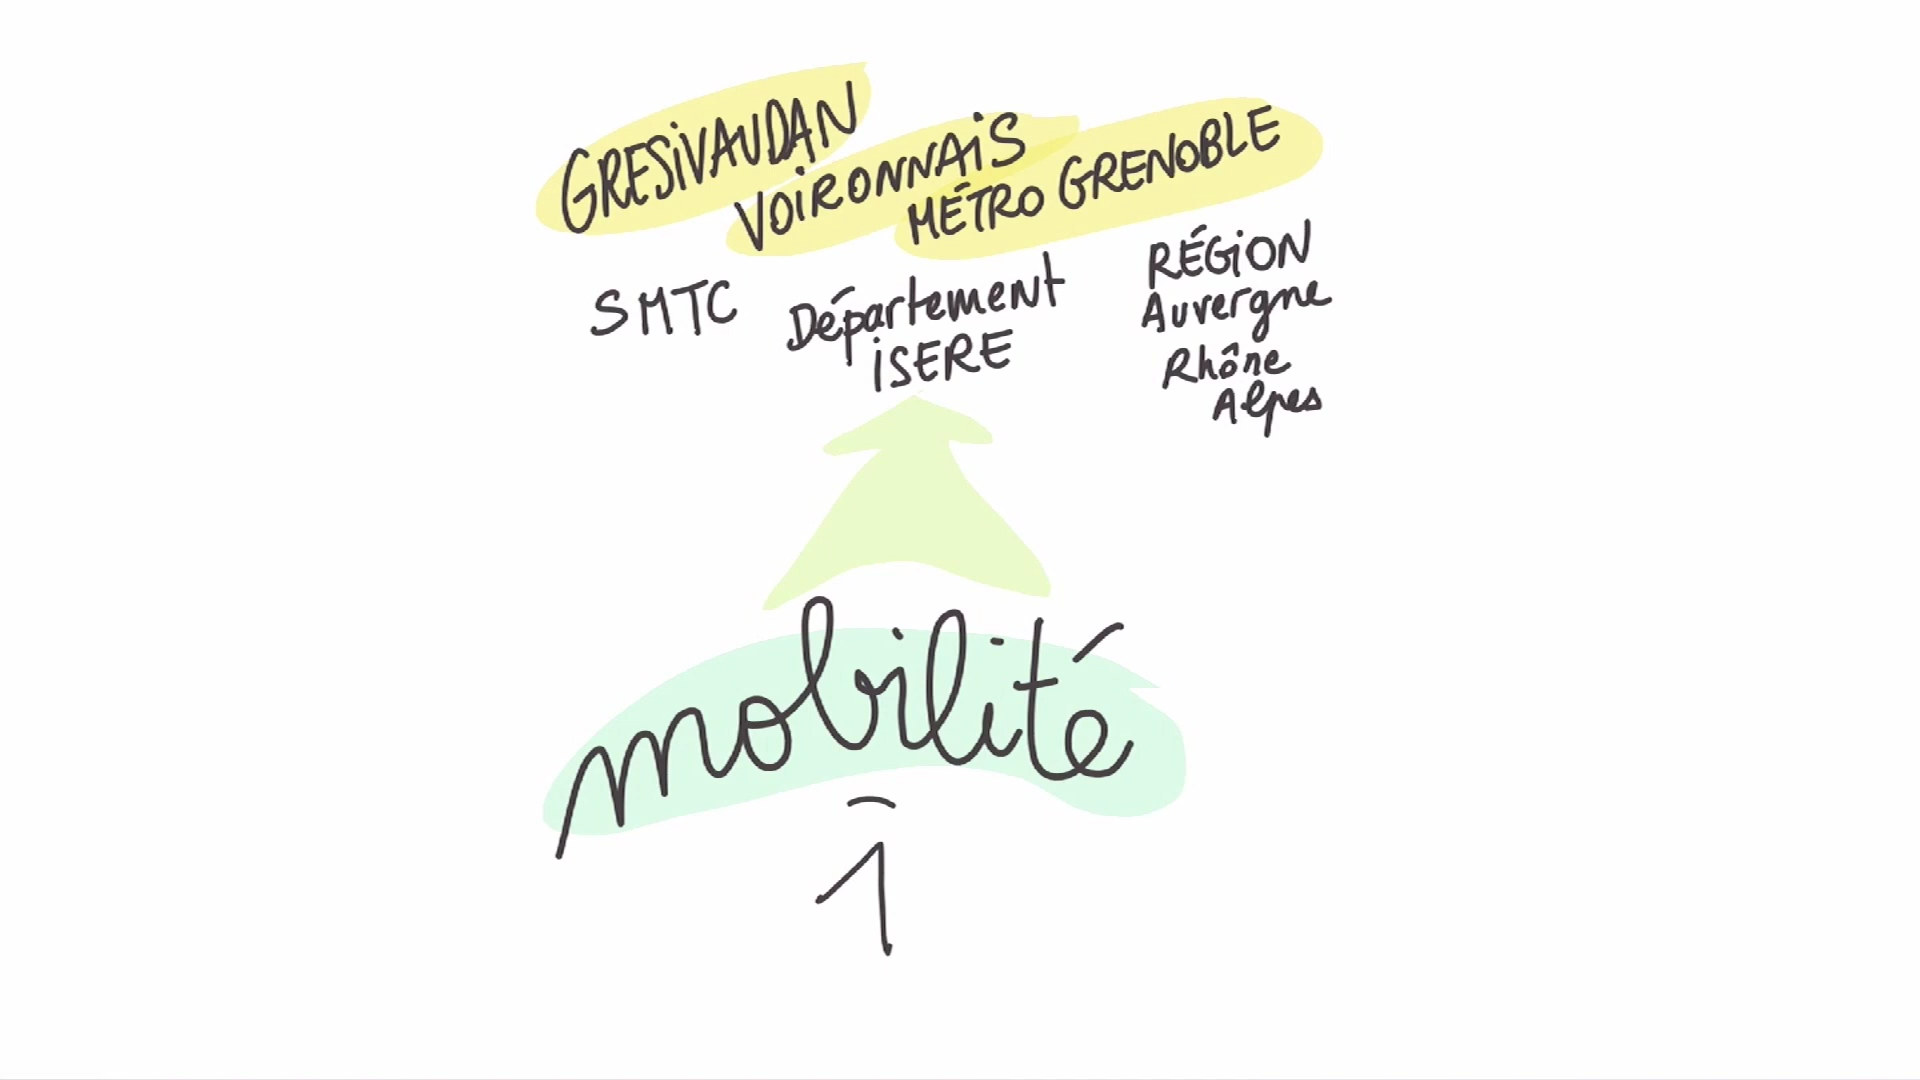 GRESiVAUDAN
VOiRONNAiS
MÉTRO GRENOBLE
SMTC
Département
iSERE
RÉGiON
Auvergne
Rhône
Alpes
mobilité
1